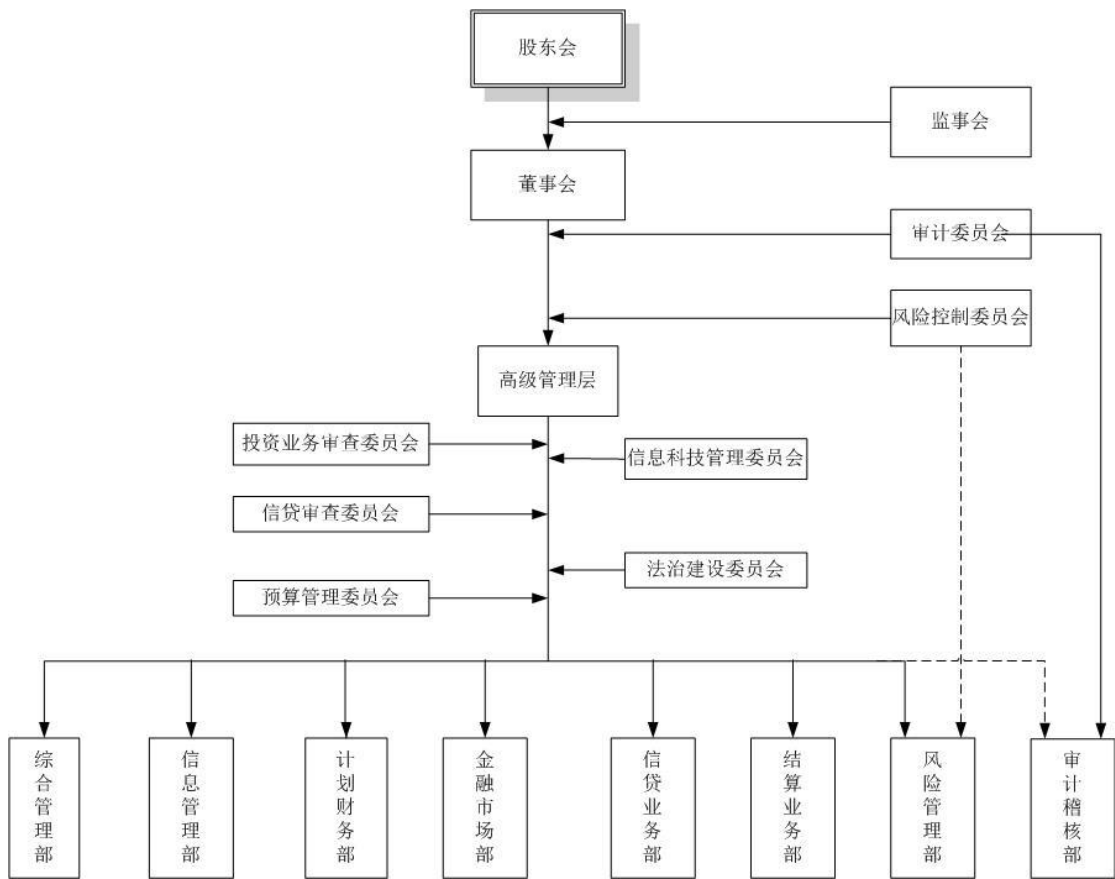 股东会
监事会
董事会
审计委员会
风险控制委员会
高级管理层
投资业务审查委员会
信息科技管理委员会
信贷审查委员会
法治建设委员会
预算管理委员会
综合管理部
信息管理部
计划财务部
金融市场部
信贷业务部
结算业务部
风险管理部
审计稽核部